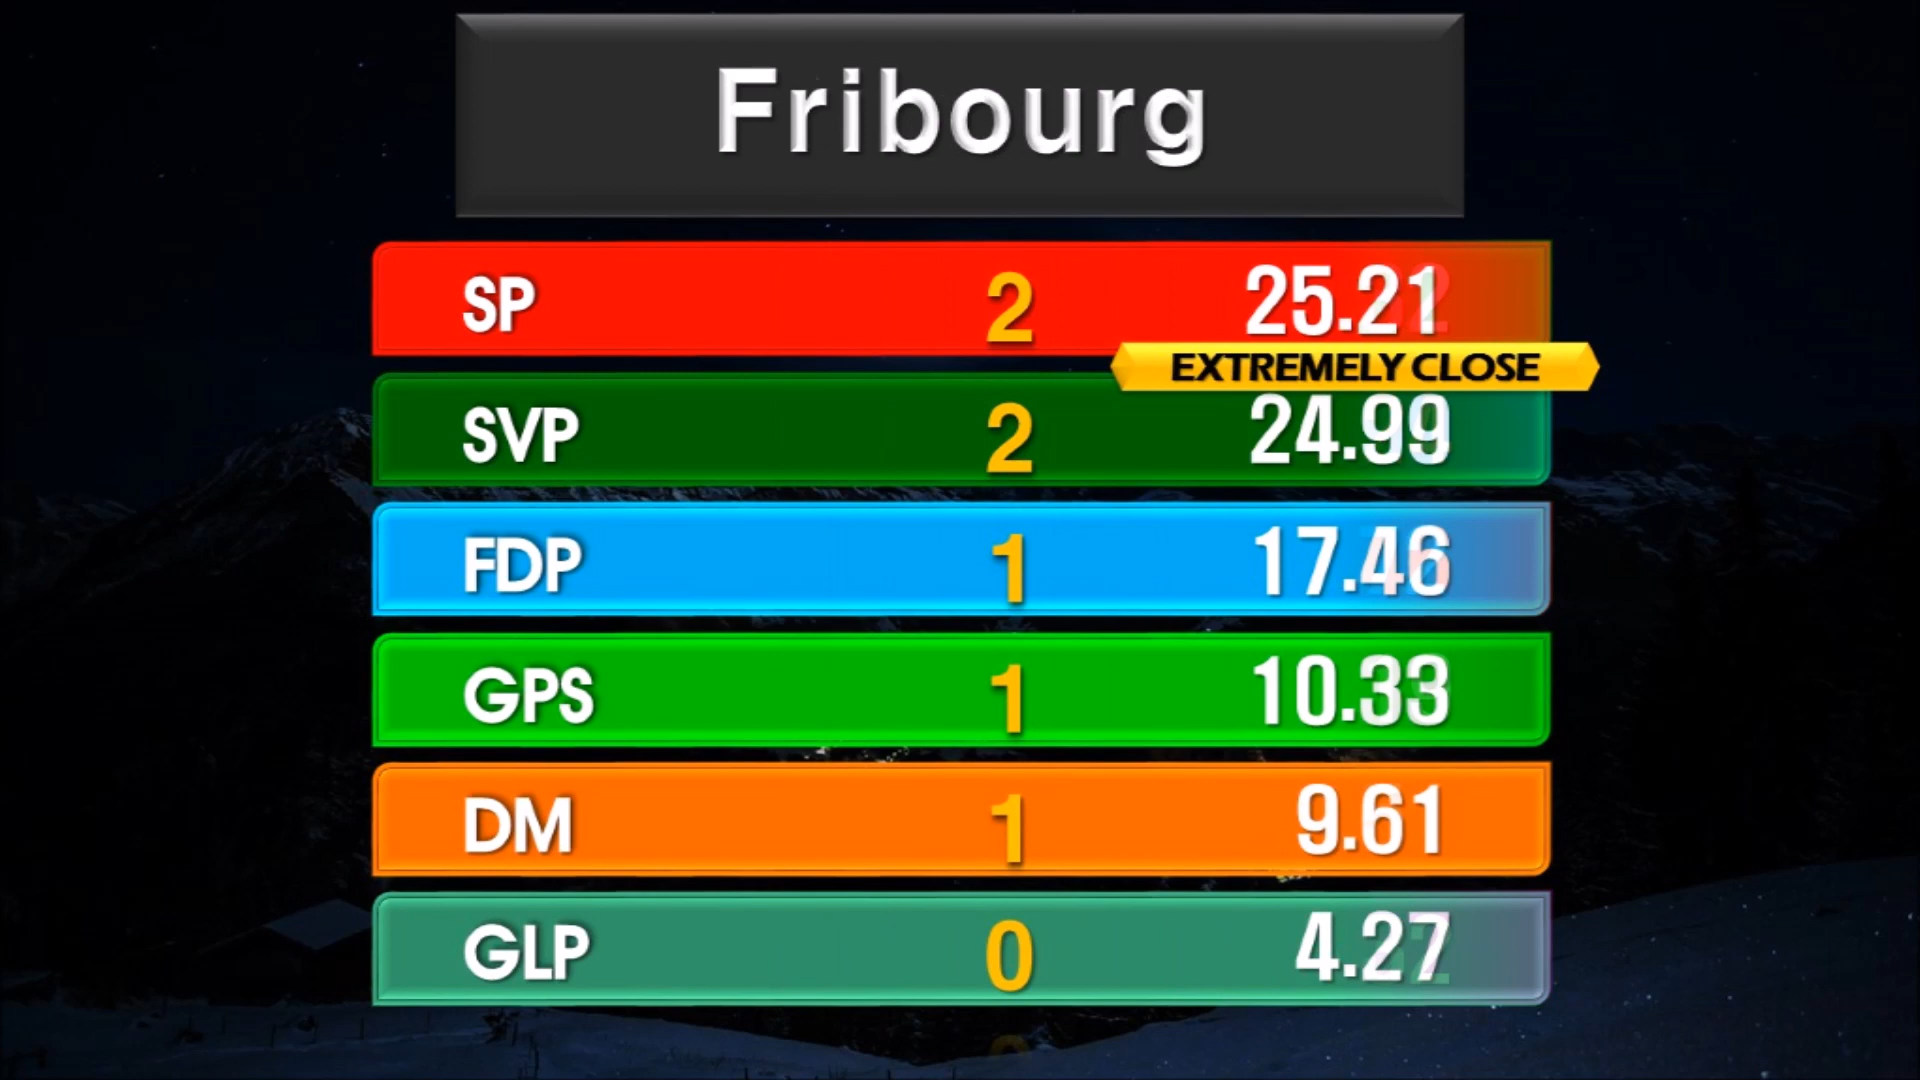 Fribourg
SP 2 25.21
EXTREMELY CLOSE
SVP 2 24.99
FDP 1 17.46
GPS 1 10.33
DM 1 9.61
GLP 0 4.27